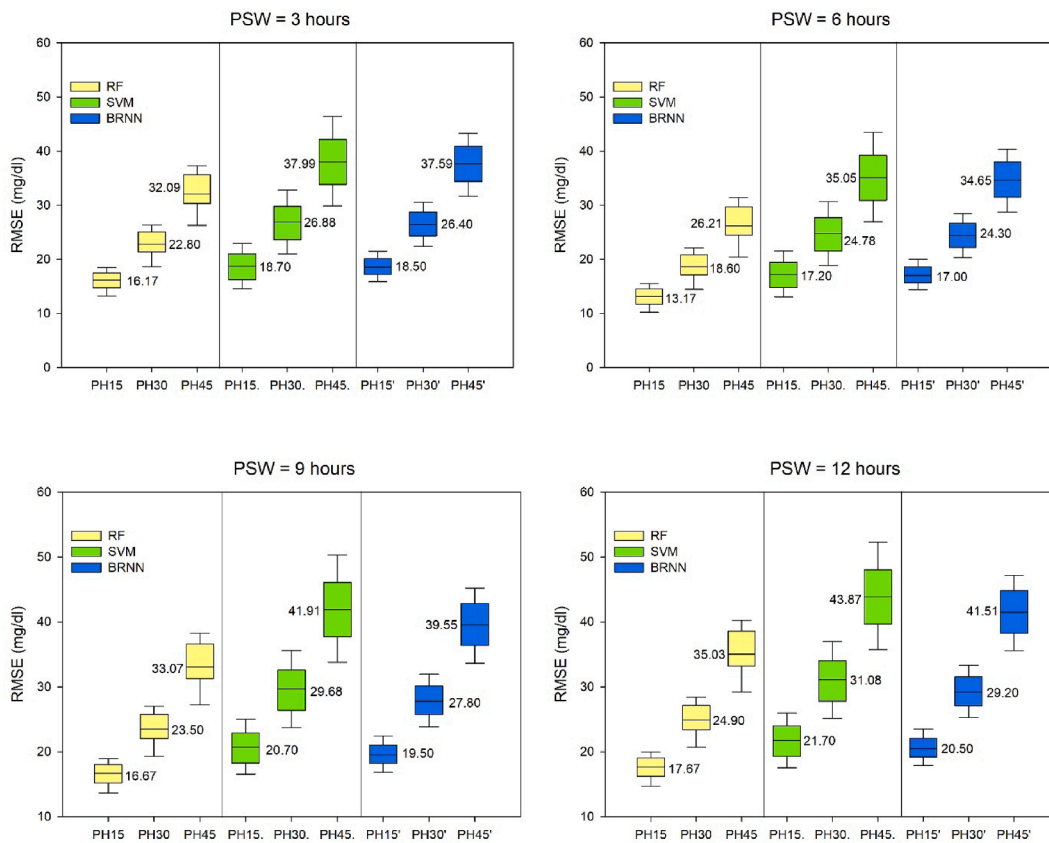 PSW = 3 hours
60
50
40
30
20
10
0
RMSE (mg/dl)
RF
SVM
BRNN
16.17
22.80
32.09
18.70
26.88
37.99
18.50
26.40
37.59
PH15 PH30 PH45 PH15. PH30. PH45. PH15' PH30' PH45'
PSW = 6 hours
60
50
40
30
20
10
0
RMSE (mg/dl)
RF
SVM
BRNN
13.17
18.60
26.21
17.20
24.78
35.05
17.00
24.30
34.65
PH15 PH30 PH45 PH15. PH30. PH45. PH15' PH30' PH45'
PSW = 9 hours
60
50
40
30
20
10
RMSE (mg/dl)
RF
SVM
BRNN
16.67
23.50
33.07
20.70
29.68
41.91
19.50
27.80
39.55
PH15 PH30 PH45 PH15. PH30. PH45. PH15' PH30' PH45'
PSW = 12 hours
60
50
40
30
20
10
RMSE (mg/dl)
RF
SVM
BRNN
17.67
24.90
35.03
21.70
31.08
43.87
20.50
29.20
41.51
PH15 PH30 PH45 PH15. PH30. PH45. PH15' PH30' PH45'